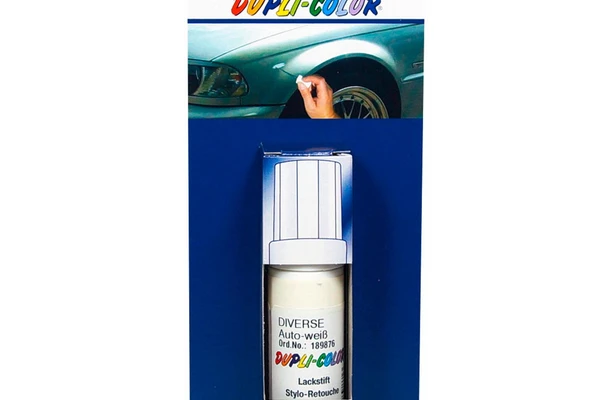 DUPLI-COLOR
DIVERSE
Auto-weiß
Ord.No.: 189876
DUPLI-COLOR
Lackstift
Stylo-Retouche